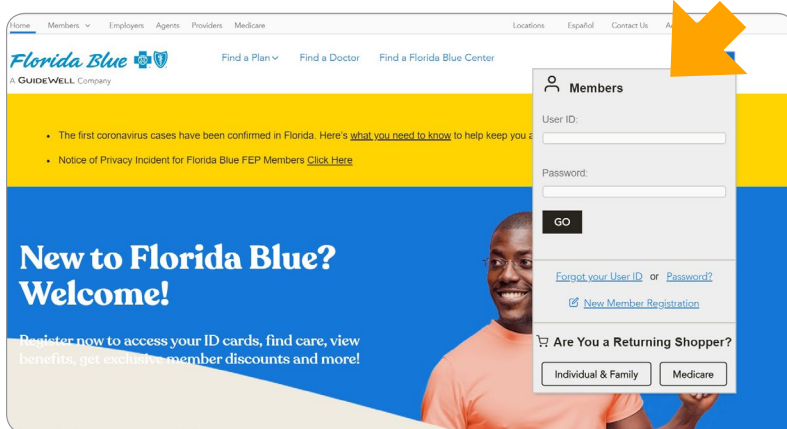 Home Members Employers Agents Providers Medicare Locations Español Contact Us
Florida Blue
A GUIDEWELL Company
Find a Plan Find a Doctor Find a Florida Blue Center
The first coronavirus cases have been confirmed in Florida. Here's what you need to know to help keep you
Notice of Privacy Incident for Florida Blue FEP Members Click Here
New to Florida Blue?
Welcome!
Register now to access your ID cards, find care, view
benefits, get exclusive member discounts and more!
Members
User ID:
Password:
GO
Forgot your User ID or Password?
New Member Registration
Are You a Returning Shopper?
Individual & Family Medicare